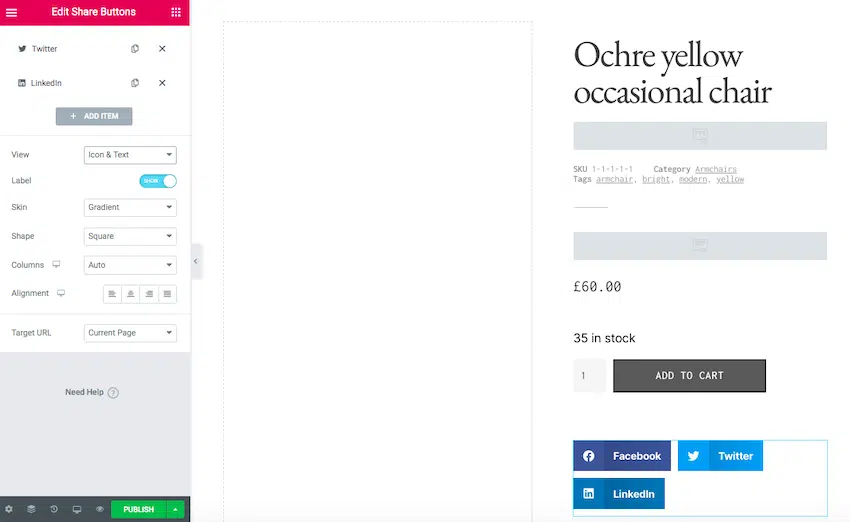 Edit Share Buttons
Twitter
LinkedIn
+ ADD ITEM
View Icon & Text
Label SHOW
Skin Gradient
Shape Square
Columns Auto
Alignment
Target URL Current Page
Need Help ?
PUBLISH
Ochre yellow
occasional chair
SKU 1-1-1-1-1 Category Armchairs
Tags armchair, bright, modern, yellow
£60.00
35 in stock
1 ADD TO CART
Facebook Twitter
LinkedIn